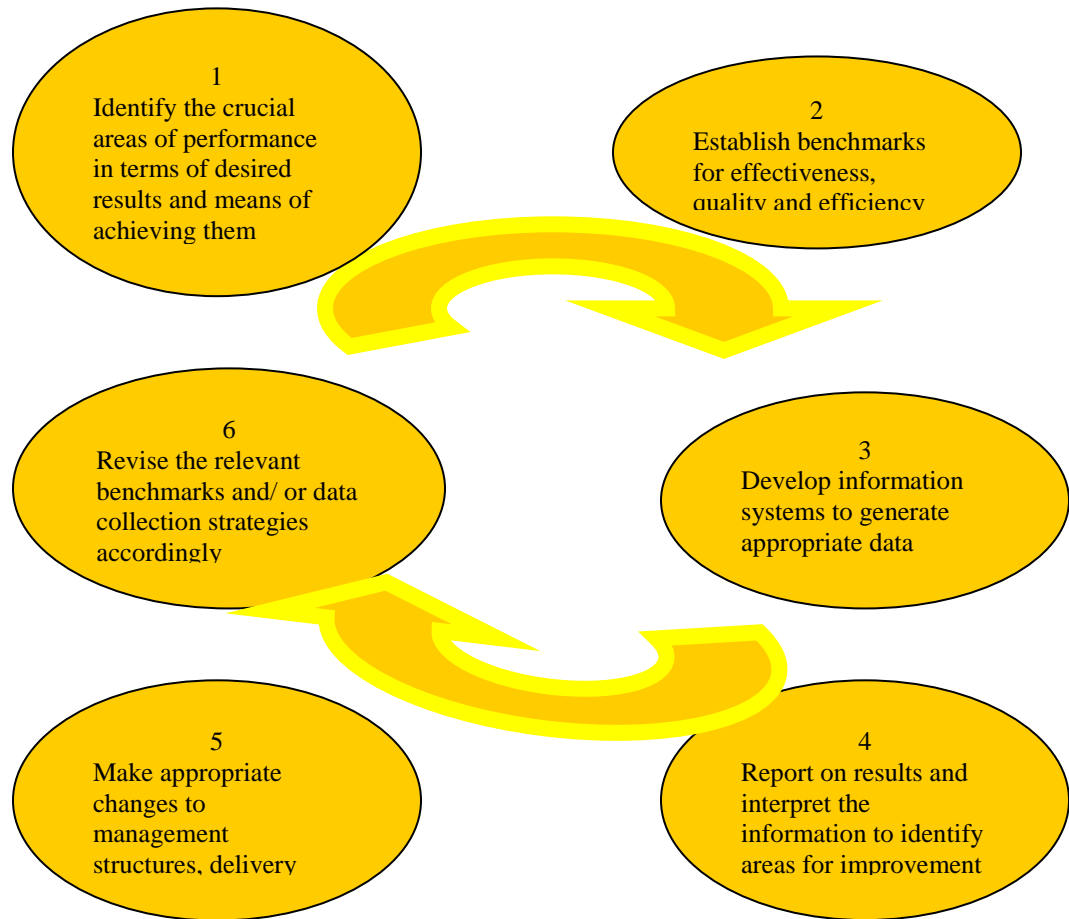 1
Identify the crucial
areas of performance
in terms of desired
results and means of
achieving them
2
Establish benchmarks
for effectiveness,
quality and efficiency
3
Develop information
systems to generate
appropriate data
4
Report on results and
interpret the
information to identify
areas for improvement
5
Make appropriate
changes to
management
structures, delivery
6
Revise the relevant
benchmarks and/ or data
collection strategies
accordingly